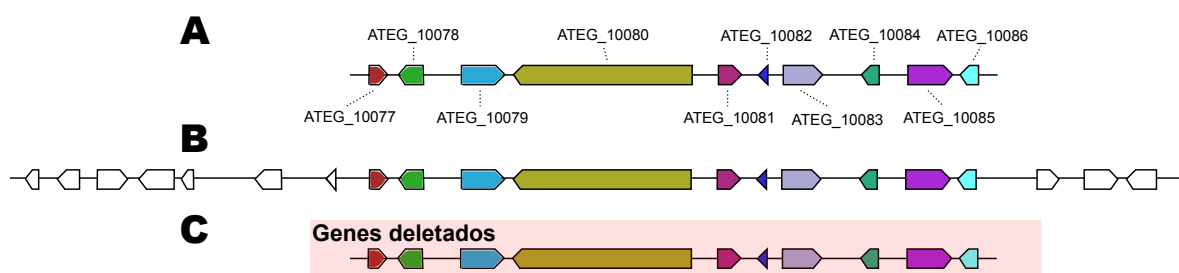 A
ATEG_10078 ATEG_10080 ATEG_10082 ATEG_10084 ATEG_10086
ATEG_10077 ATEG_10079 ATEG_10081 ATEG_10083 ATEG_10085
B
C
Genes deletados